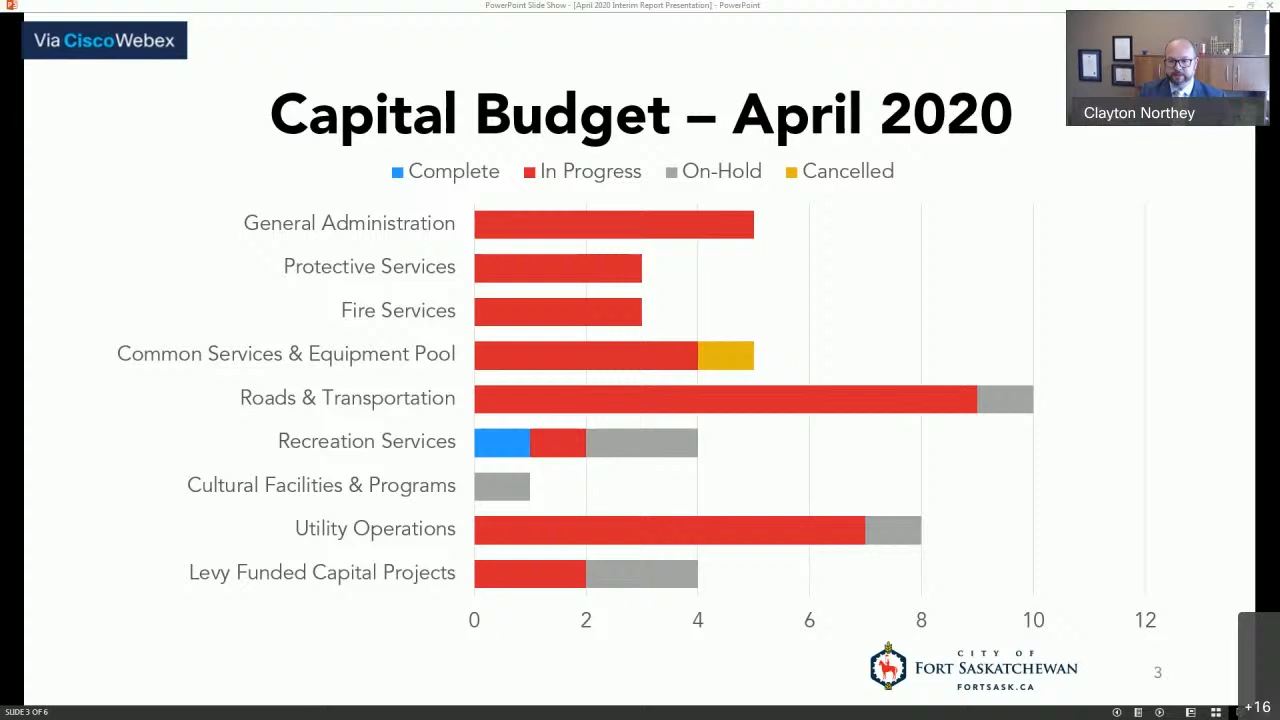 PowerPoint Slide Show - [April 2020 Interim Report Presentation] - PowerPoint
Via CiscoWebex
Clayton Northey
Capital Budget – April 2020
Complete In Progress On-Hold Cancelled
General Administration
Protective Services
Fire Services
Common Services & Equipment Pool
Roads & Transportation
Recreation Services
Cultural Facilities & Programs
Utility Operations
Levy Funded Capital Projects
0 2 4 6 8 10 12
CITY OF
FORT SASKATCHEWAN
FORTSASK.CA
3
SLIDE 3 OF 6
+16